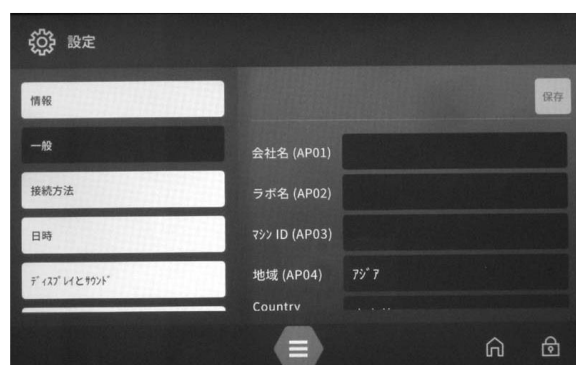 設定
情報
一般
接続方法
日時
ﾃﾞｨｽﾌﾟﾚｲとｻｳﾝﾄﾞ
保存
会社名 (AP01)
ラボ名 (AP02)
ﾏｼﾝ ID (AP03)
地域 (AP04) ｱｼﾞｱ
Country